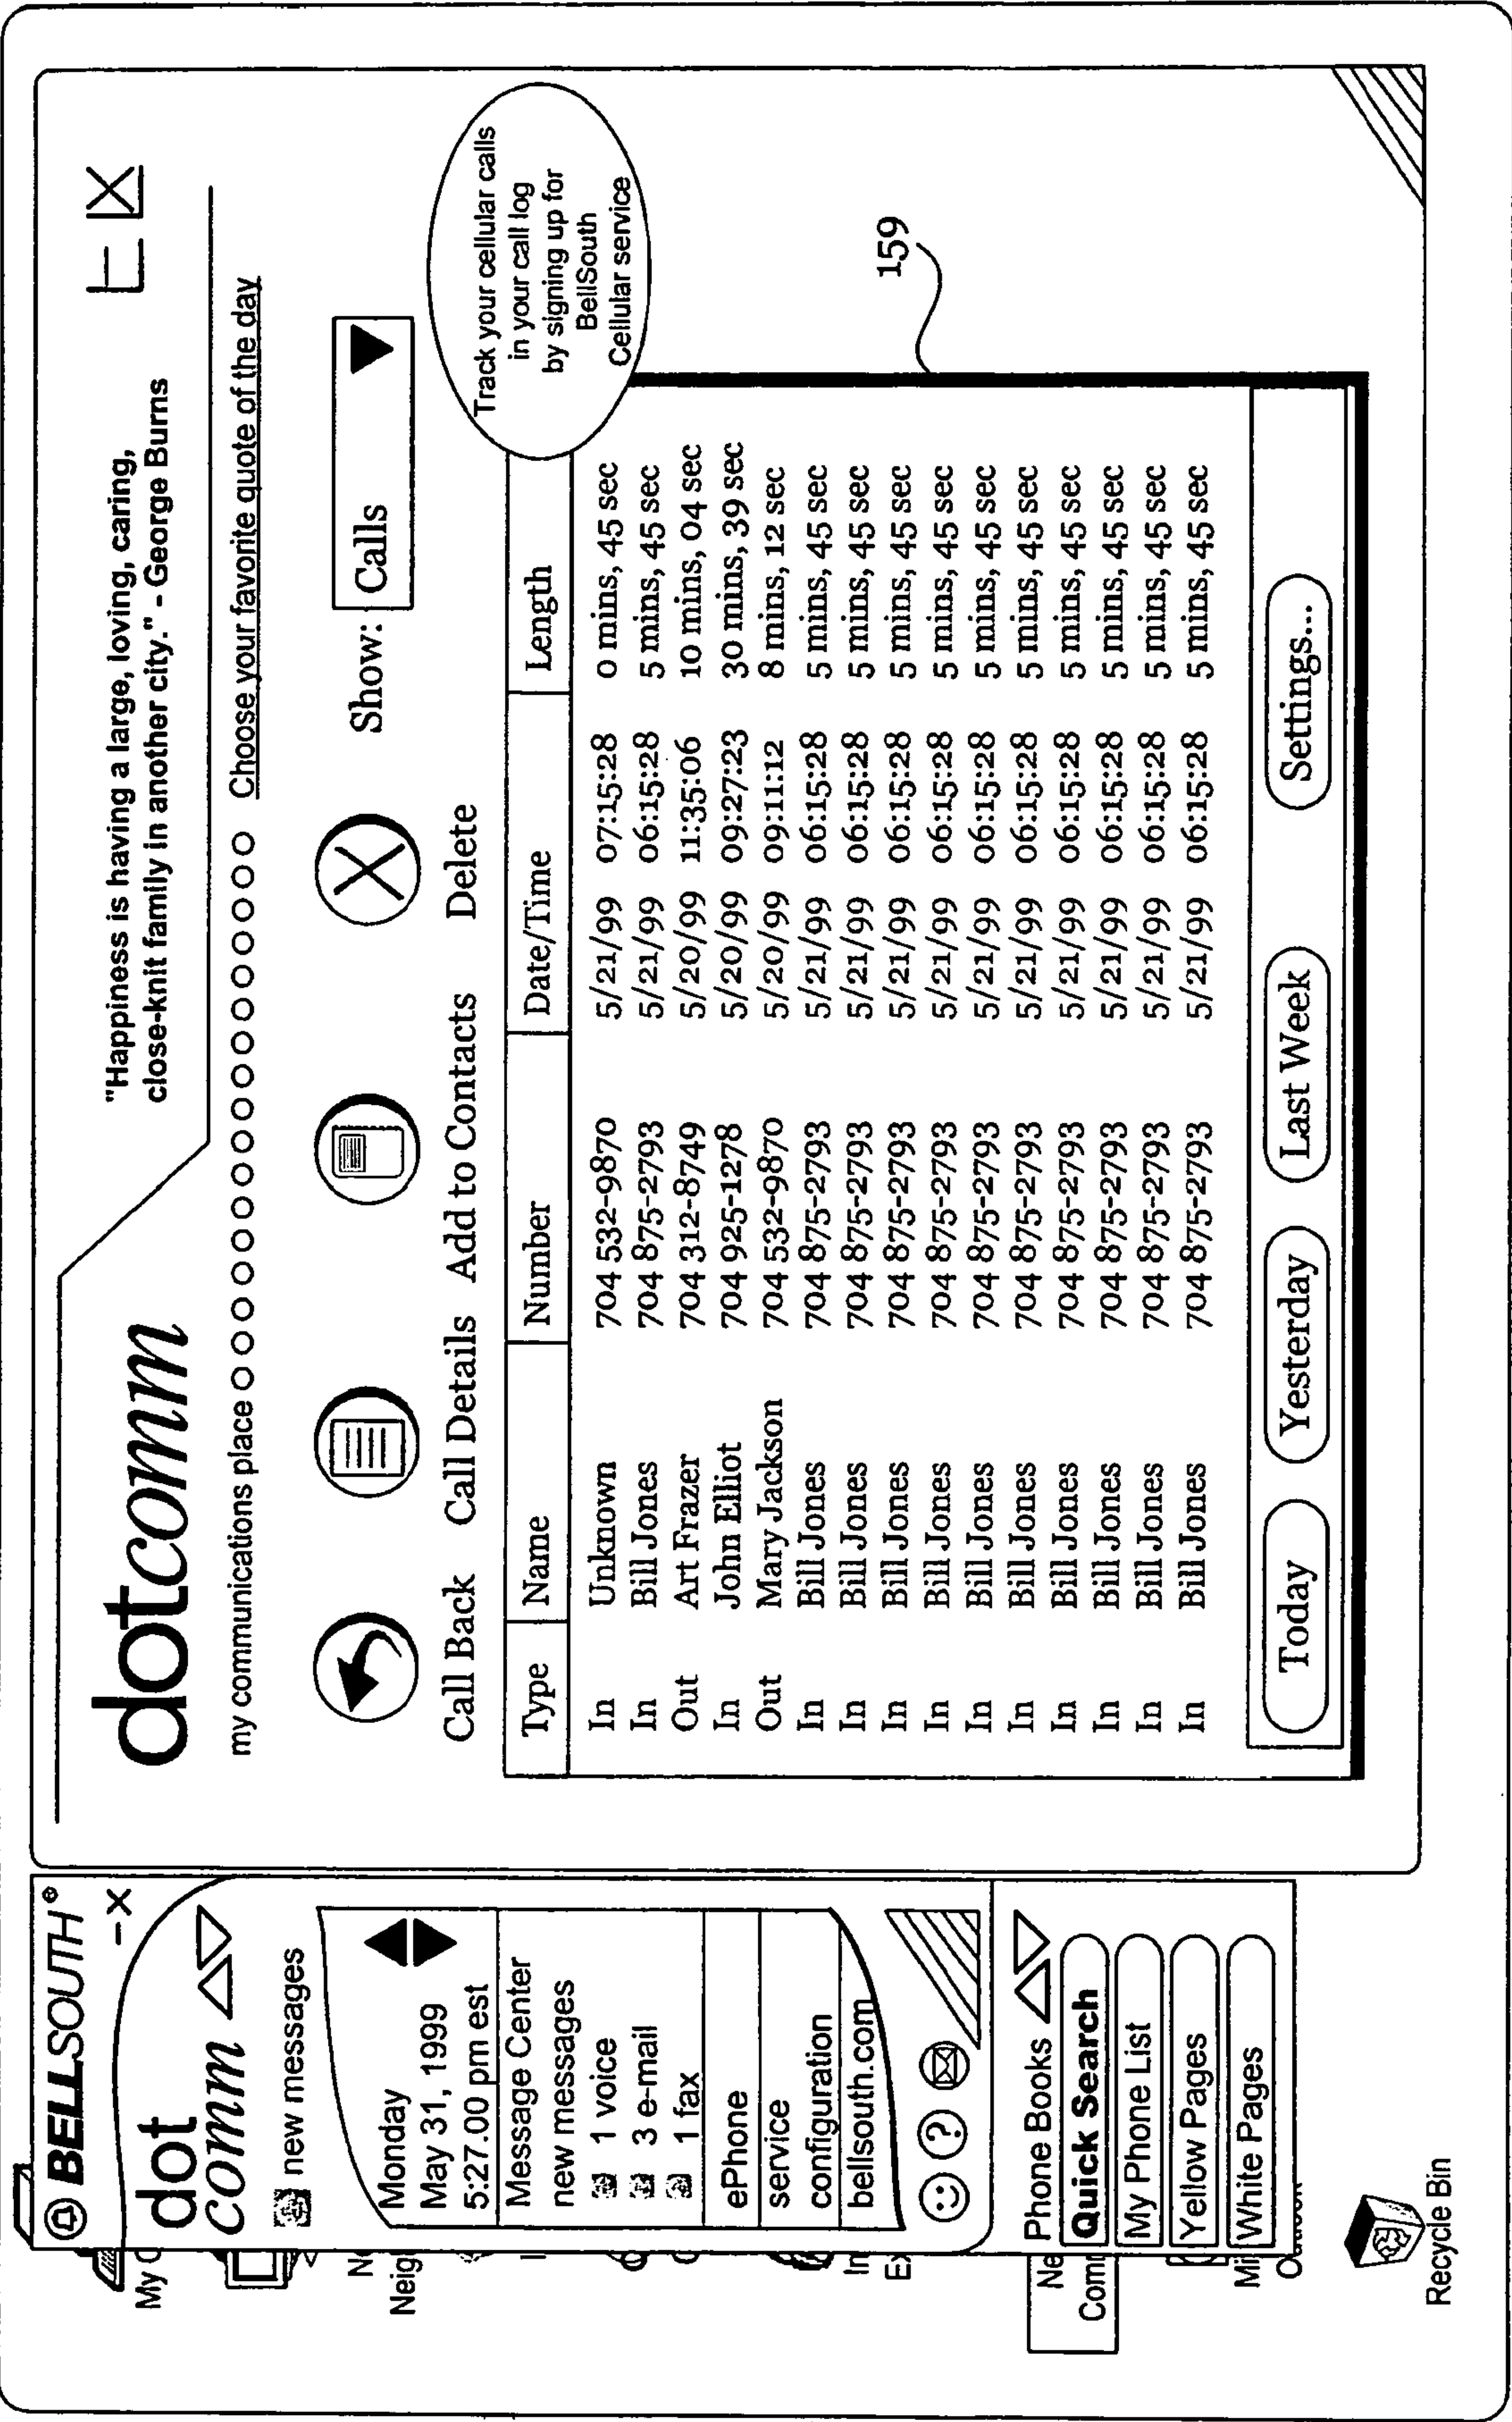 BELLSOUTH®
– X
dot
comm
new messages
Monday
May 31, 1999
5:27.00 pm est
Message Center
new messages
1 voice
3 e-mail
1 fax
ePhone
service
configuration
bellsouth.com
?
Phone Books
Quick Search
My Phone List
Yellow Pages
White Pages
Recycle Bin
dotcomm
"Happiness is having a large, loving, caring,
close-knit family in another city." - George Burns
my communications place
Choose your favorite quote of the day
Call Back Call Details Add to Contacts Delete
Show: Calls
Track your cellular calls
in your call log
by signing up for
BellSouth
Cellular service
159
Type Name Number Date/Time Length
In Unknown 704 532-9870 5/21/99 07:15:28 0 mins, 45 sec
In Bill Jones 704 875-2793 5/21/99 06:15:28 5 mins, 45 sec
Out Art Frazer 704 312-8749 5/20/99 11:35:06 10 mins, 04 sec
In John Elliot 704 925-1278 5/20/99 09:27:23 30 mins, 39 sec
Out Mary Jackson 704 532-9870 5/20/99 09:11:12 8 mins, 12 sec
In Bill Jones 704 875-2793 5/21/99 06:15:28 5 mins, 45 sec
In Bill Jones 704 875-2793 5/21/99 06:15:28 5 mins, 45 sec
In Bill Jones 704 875-2793 5/21/99 06:15:28 5 mins, 45 sec
In Bill Jones 704 875-2793 5/21/99 06:15:28 5 mins, 45 sec
In Bill Jones 704 875-2793 5/21/99 06:15:28 5 mins, 45 sec
In Bill Jones 704 875-2793 5/21/99 06:15:28 5 mins, 45 sec
In Bill Jones 704 875-2793 5/21/99 06:15:28 5 mins, 45 sec
In Bill Jones 704 875-2793 5/21/99 06:15:28 5 mins, 45 sec
In Bill Jones 704 875-2793 5/21/99 06:15:28 5 mins, 45 sec
In Bill Jones 704 875-2793 5/21/99 06:15:28 5 mins, 45 sec
Today Yesterday Last Week Settings...